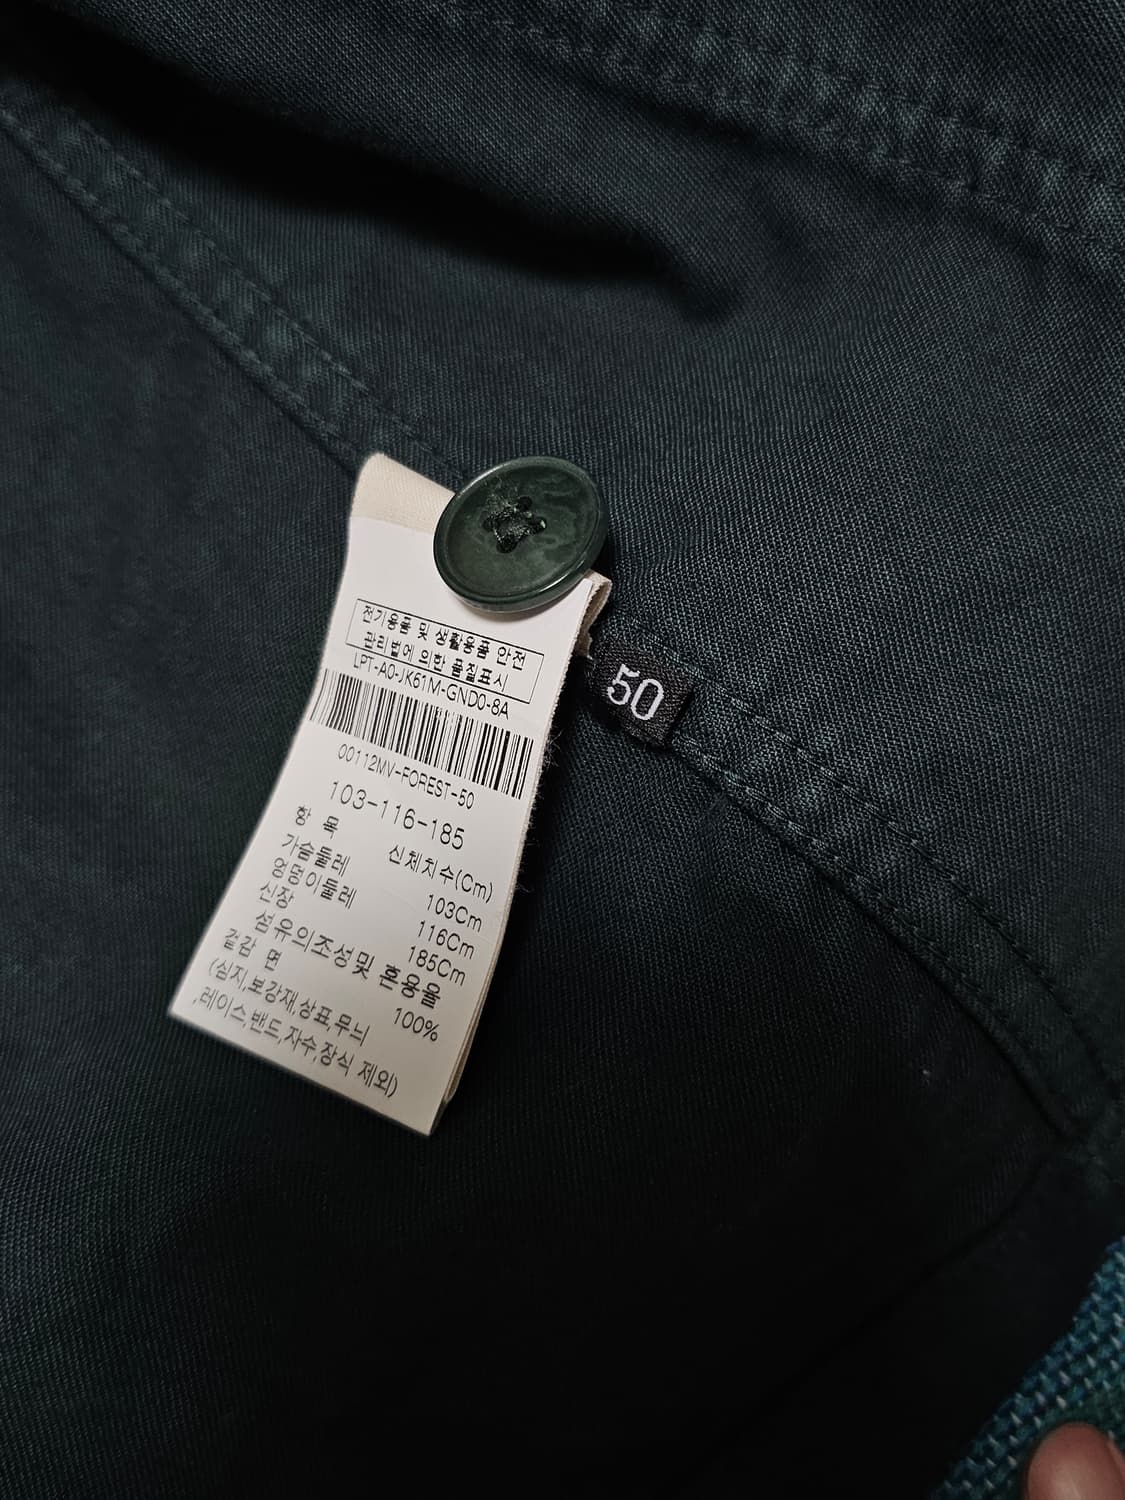 전기용품 및 생활용품 안전
관리법에 의한 품질표시
LPT-A0-JK61M-GND0-8A
00112MV-FOREST-50
103-116-185
항 목 신체치수(Cm)
가슴둘레 103Cm
엉덩이둘레 116Cm
신장 185Cm
섬유의조성및 혼용율
겉감 면 100%
(심지,보강재,상표,무늬
,레이스,밴드,자수,장식 제외)
50